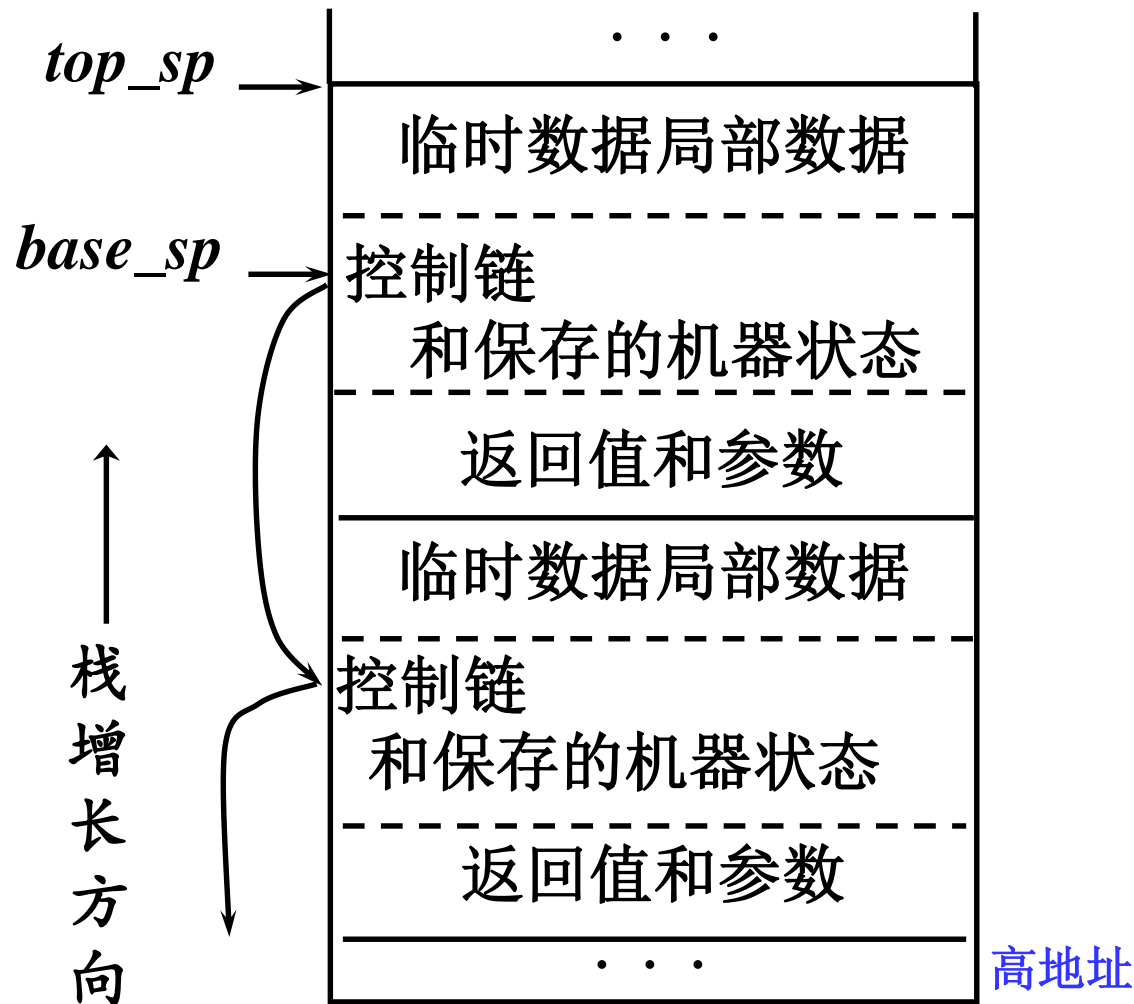 . . .
top_sp
临时数据局部数据
base_sp
控制链
和保存的机器状态
返回值和参数
临时数据局部数据
控制链
和保存的机器状态
返回值和参数
. . .
栈
增
长
方
向
高地址